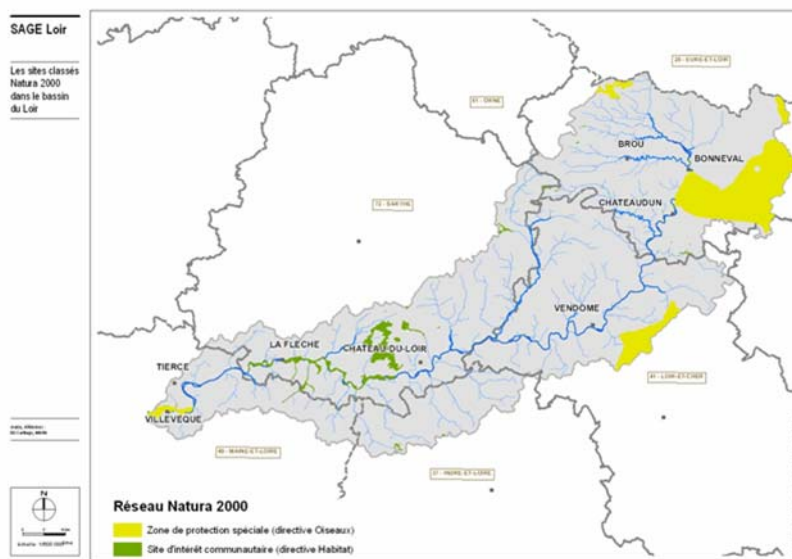 SAGE Loir
Les sites classés
Natura 2000
dans le bassin
du Loir
28 - EURE-ET-LOIR
61 - ORNE
BROU
BONNEVAL
CHATEAUDUN
72 - SARTHE
VENDOME
LA FLECHE
CHATEAU-DU-LOIR
TIERCE
41 - LOIR-ET-CHER
VILLEVEQUE
49 - MAINE-ET-LOIRE
37 - INDRE-ET-LOIRE
N
Réseau Natura 2000
Zone de protection spéciale (directive Oiseaux)
Site d'intérêt communautaire (directive Habitat)